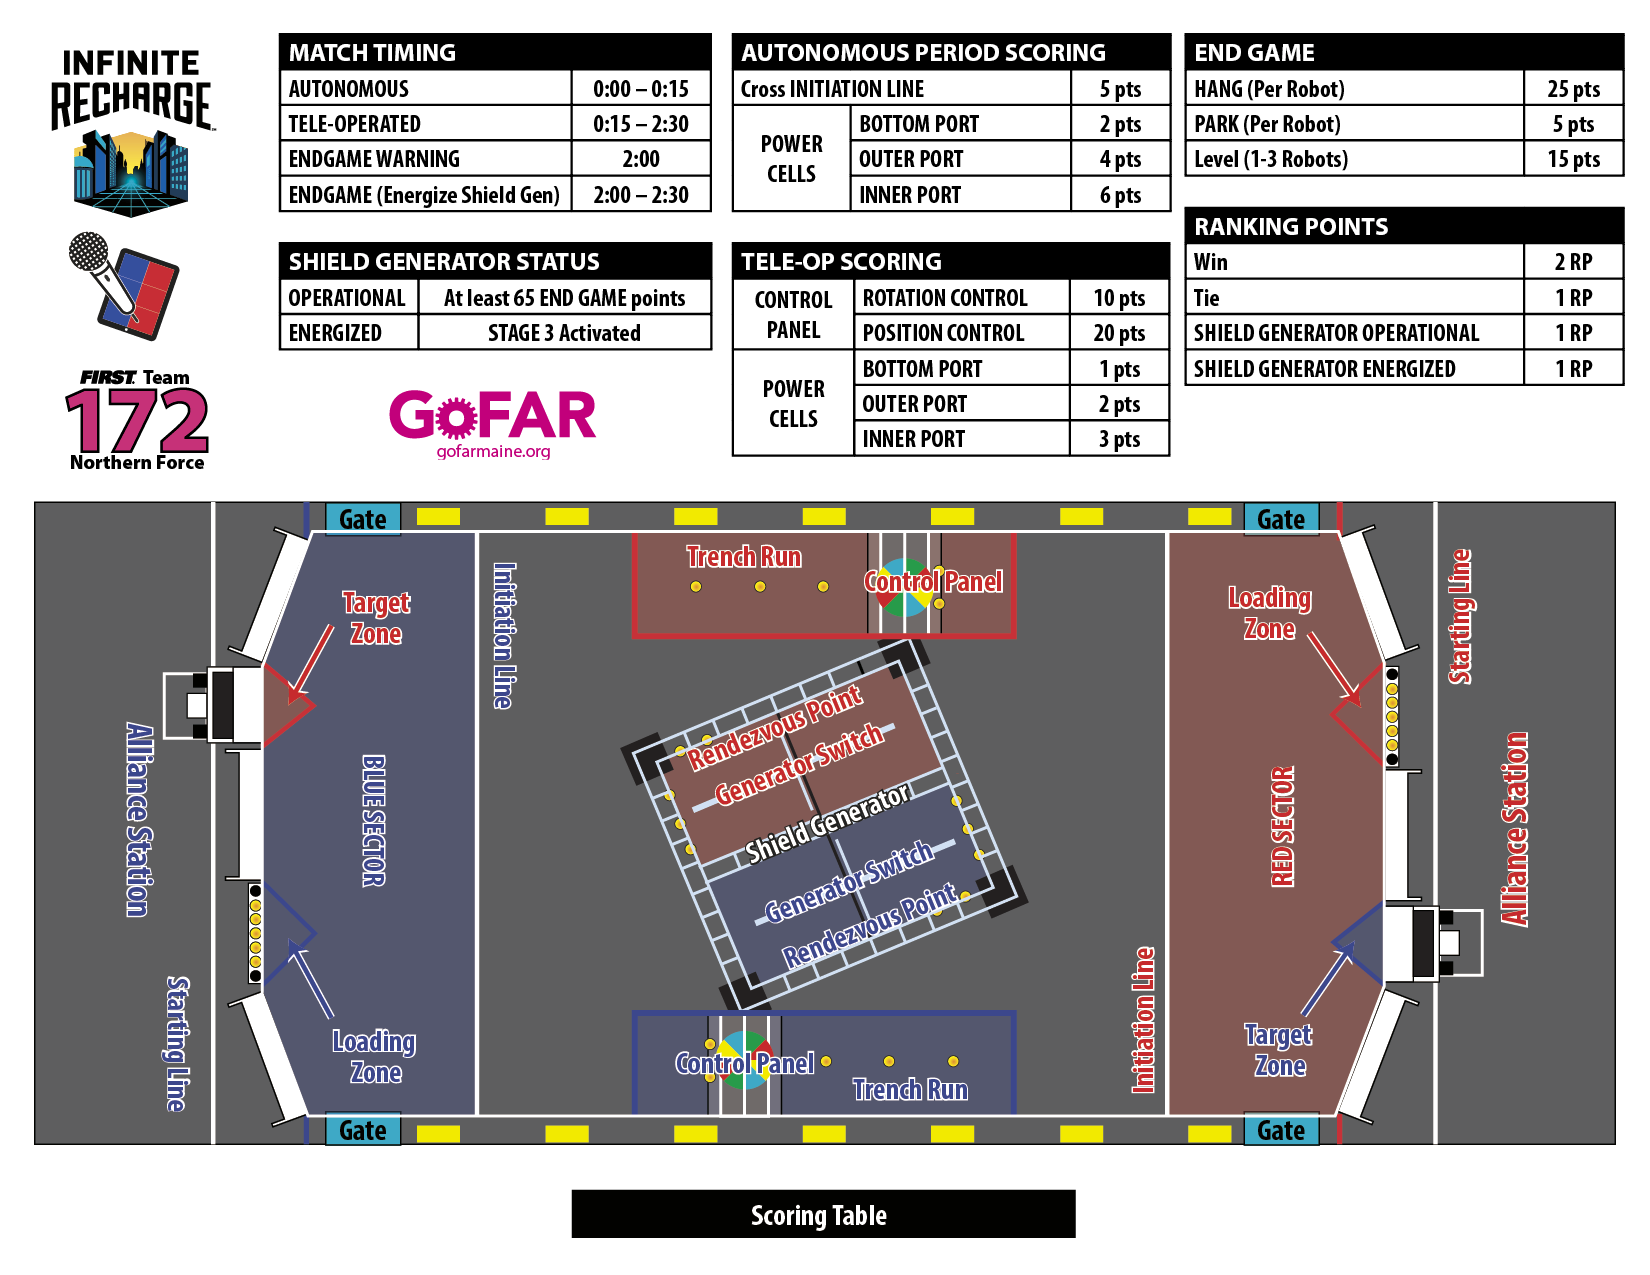 INFINITE
RECHARGE
FIRST Team
172
Northern Force
MATCH TIMING
AUTONOMOUS 0:00 – 0:15
TELE-OPERATED 0:15 – 2:30
ENDGAME WARNING 2:00
ENDGAME (Energize Shield Gen) 2:00 – 2:30
SHIELD GENERATOR STATUS
OPERATIONAL At least 65 END GAME points
ENERGIZED STAGE 3 Activated
GoFAR
gofarmaine.org
AUTONOMOUS PERIOD SCORING
Cross INITIATION LINE 5 pts
POWER
CELLS
BOTTOM PORT 2 pts
OUTER PORT 4 pts
INNER PORT 6 pts
TELE-OP SCORING
CONTROL
PANEL
ROTATION CONTROL 10 pts
POSITION CONTROL 20 pts
POWER
CELLS
BOTTOM PORT 1 pts
OUTER PORT 2 pts
INNER PORT 3 pts
END GAME
HANG (Per Robot) 25 pts
PARK (Per Robot) 5 pts
Level (1-3 Robots) 15 pts
RANKING POINTS
Win 2 RP
Tie 1 RP
SHIELD GENERATOR OPERATIONAL 1 RP
SHIELD GENERATOR ENERGIZED 1 RP
Gate
Gate
Target
Zone
Initiation Line
Trench Run
Control Panel
Loading
Zone
Starting Line
Alliance Station
BLUE SECTOR
Rendezvous Point
Generator Switch
Shield Generator
Generator Switch
Rendezvous Point
RED SECTOR
Alliance Station
Starting Line
Loading
Zone
Control Panel
Trench Run
Initiation Line
Target
Zone
Gate
Gate
Scoring Table